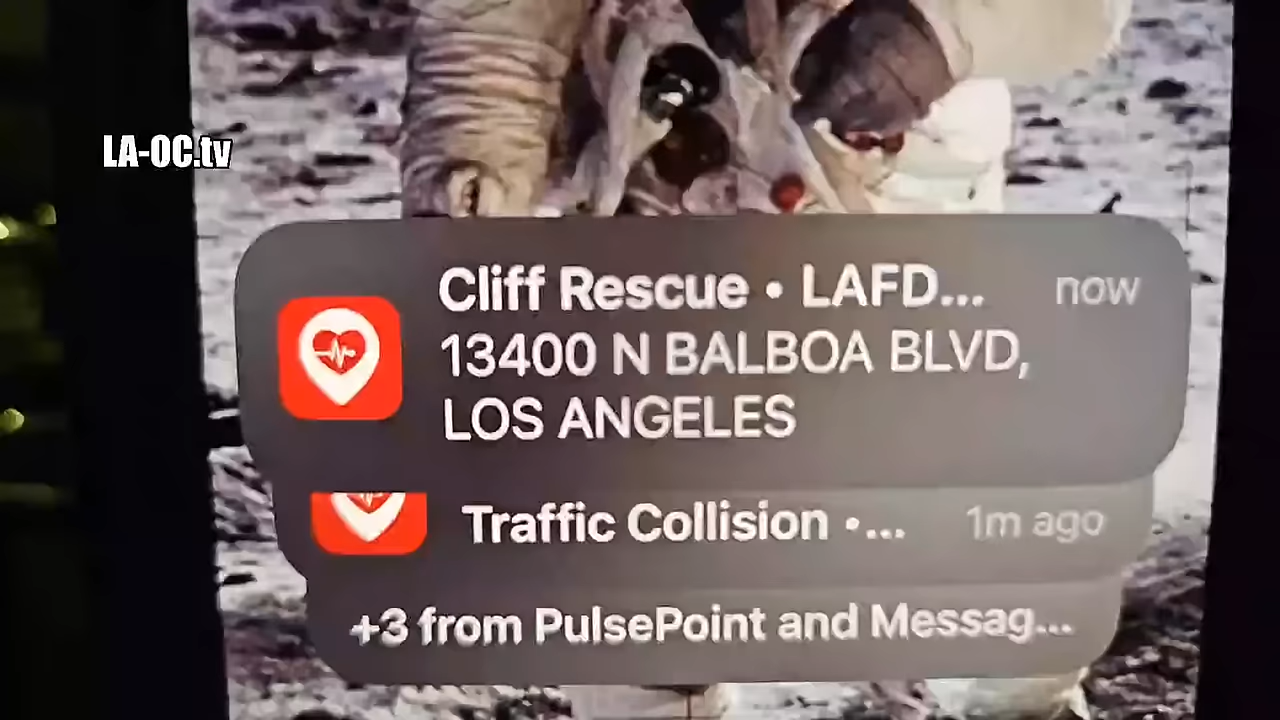 LA-OC.tv
Cliff Rescue • LAFD... now
13400 N BALBOA BLVD,
LOS ANGELES
Traffic Collision •... 1m ago
+3 from PulsePoint and Messag...